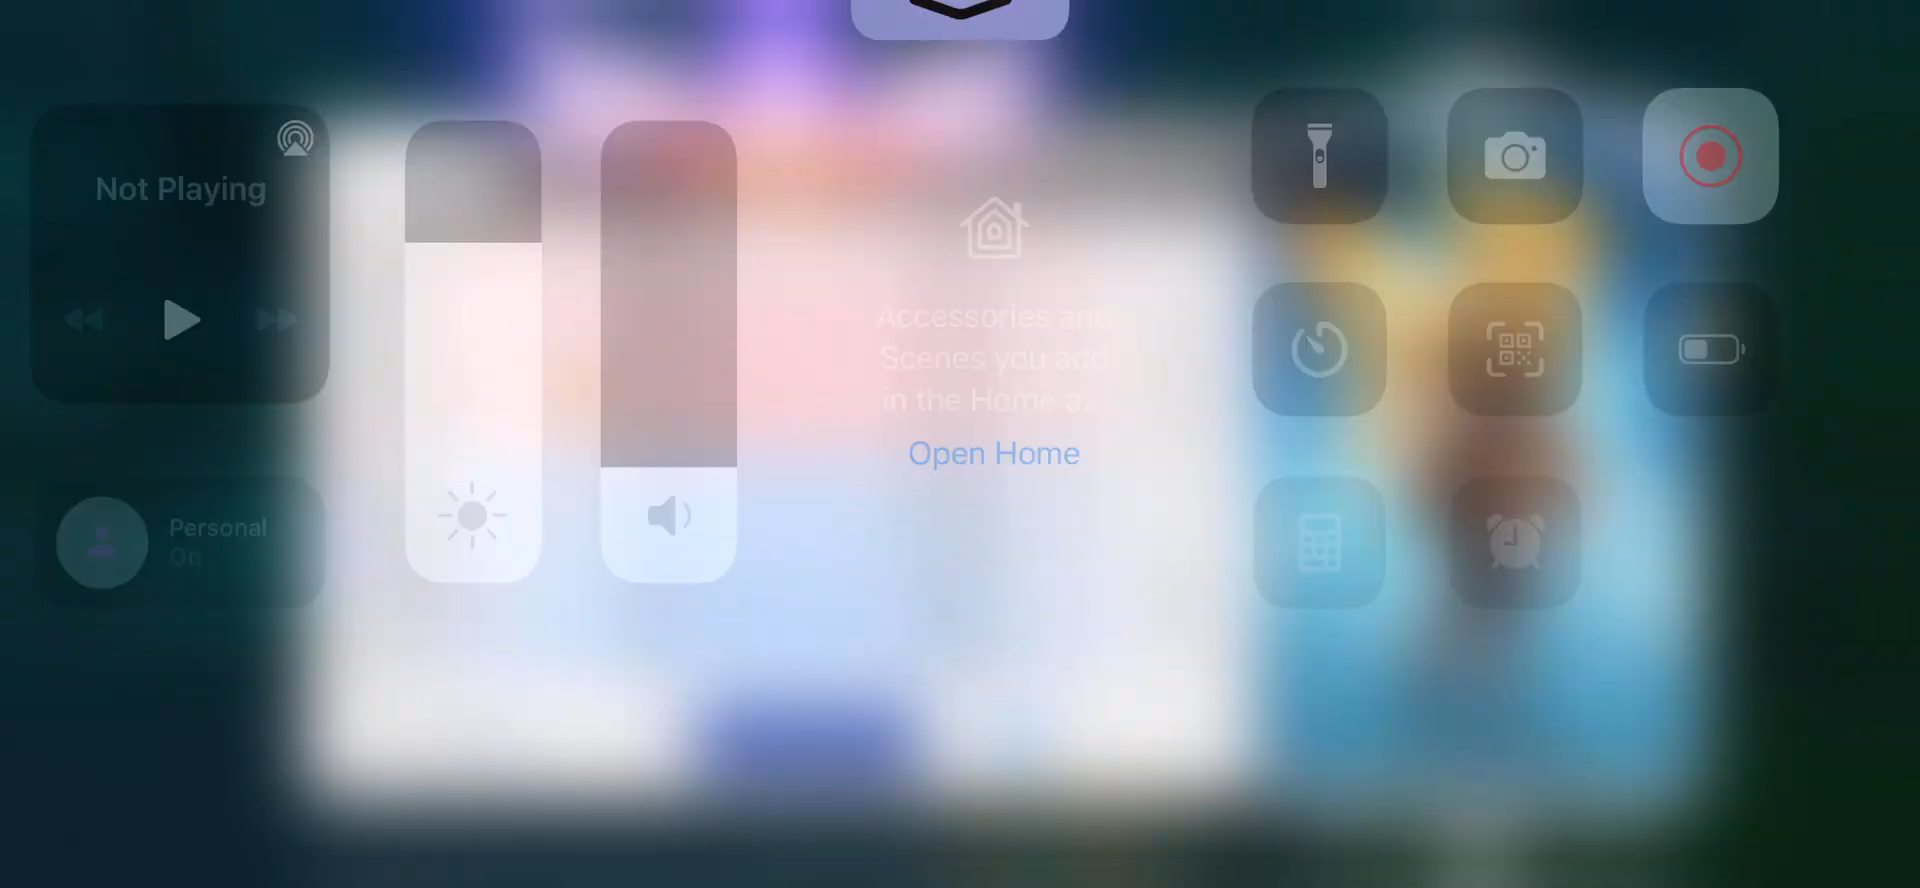 Not Playing
Personal
On
Accessories and
Scenes you add
in the Home a...
Open Home